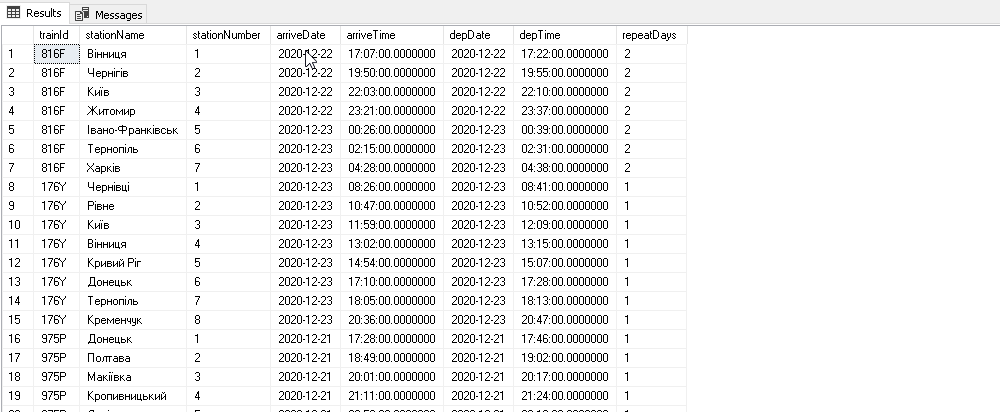 Results Messages
trainId stationName stationNumber arriveDate arriveTime depDate depTime repeatDays
1 816F Вінниця 1 2020-12-22 17:07:00.0000000 2020-12-22 17:22:00.0000000 2
2 816F Чернігів 2 2020-12-22 19:50:00.0000000 2020-12-22 19:55:00.0000000 2
3 816F Київ 3 2020-12-22 22:03:00.0000000 2020-12-22 22:10:00.0000000 2
4 816F Житомир 4 2020-12-22 23:21:00.0000000 2020-12-22 23:37:00.0000000 2
5 816F Івано-Франківськ 5 2020-12-23 00:26:00.0000000 2020-12-23 00:39:00.0000000 2
6 816F Тернопіль 6 2020-12-23 02:15:00.0000000 2020-12-23 02:31:00.0000000 2
7 816F Харків 7 2020-12-23 04:28:00.0000000 2020-12-23 04:38:00.0000000 2
8 176Y Чернівці 1 2020-12-23 08:26:00.0000000 2020-12-23 08:41:00.0000000 1
9 176Y Рівне 2 2020-12-23 10:47:00.0000000 2020-12-23 10:52:00.0000000 1
10 176Y Київ 3 2020-12-23 11:59:00.0000000 2020-12-23 12:09:00.0000000 1
11 176Y Вінниця 4 2020-12-23 13:02:00.0000000 2020-12-23 13:15:00.0000000 1
12 176Y Кривий Ріг 5 2020-12-23 14:54:00.0000000 2020-12-23 15:07:00.0000000 1
13 176Y Донецьк 6 2020-12-23 17:10:00.0000000 2020-12-23 17:28:00.0000000 1
14 176Y Тернопіль 7 2020-12-23 18:05:00.0000000 2020-12-23 18:13:00.0000000 1
15 176Y Кременчук 8 2020-12-23 20:36:00.0000000 2020-12-23 20:47:00.0000000 1
16 975P Донецьк 1 2020-12-21 17:28:00.0000000 2020-12-21 17:46:00.0000000 1
17 975P Полтава 2 2020-12-21 18:49:00.0000000 2020-12-21 19:02:00.0000000 1
18 975P Макіївка 3 2020-12-21 20:01:00.0000000 2020-12-21 20:17:00.0000000 1
19 975P Кропивницький 4 2020-12-21 21:11:00.0000000 2020-12-21 21:24:00.0000000 1